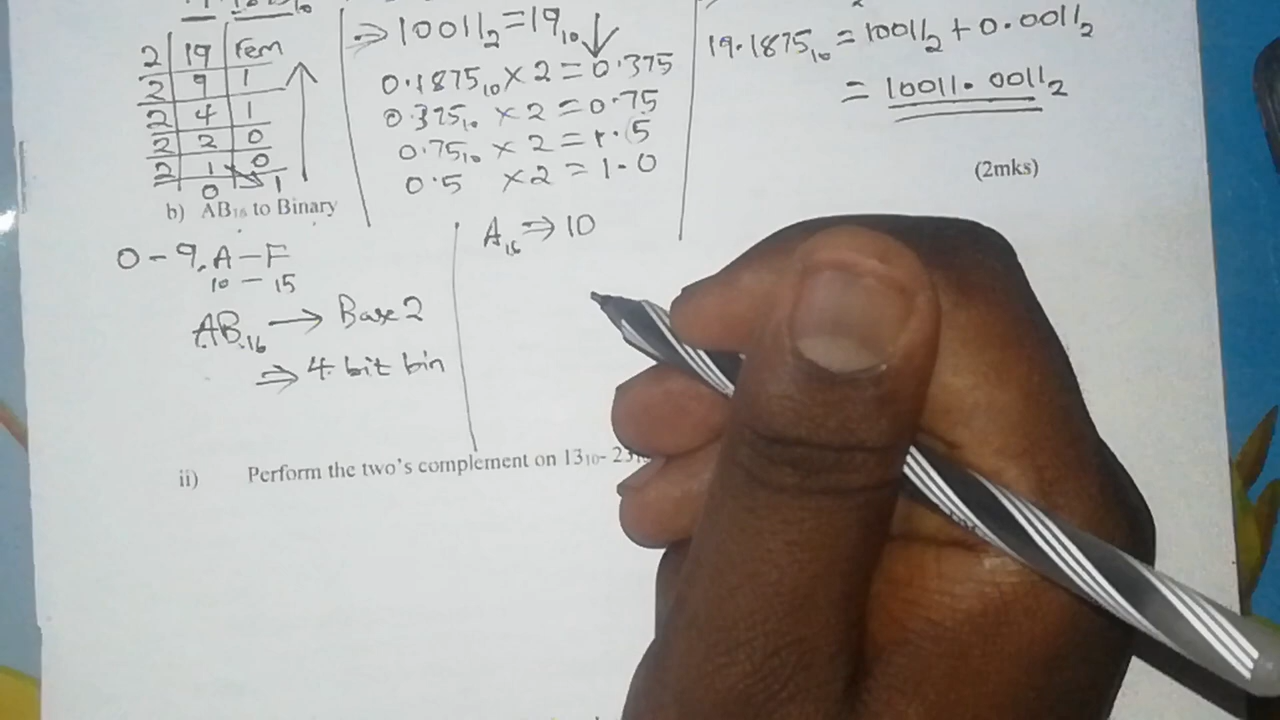 2 19 rem
2 9 1
2 4 1
2 2 0
2 1 0
0 1
⇒ 10011₂ = 19₁₀
0.1875₁₀ × 2 = 0.375
0.375₁₀ × 2 = 0.75
0.75₁₀ × 2 = 1.5
0.5 × 2 = 1.0
19.1875₁₀ = 10011₂ + 0.0011₂
= 10011.0011₂
(2mks)
b) AB₁₆ to Binary
0 – 9, A – F
10 – 15
AB₁₆ → Base 2
⇒ 4 bit bin
A₁₆ ⇒ 10
ii) Perform the two's complement on 13₁₀- 23